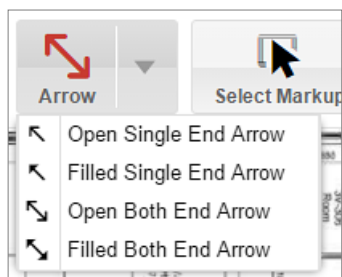 Arrow
Select Markup
Open Single End Arrow
Filled Single End Arrow
Open Both End Arrow
Filled Both End Arrow
Room